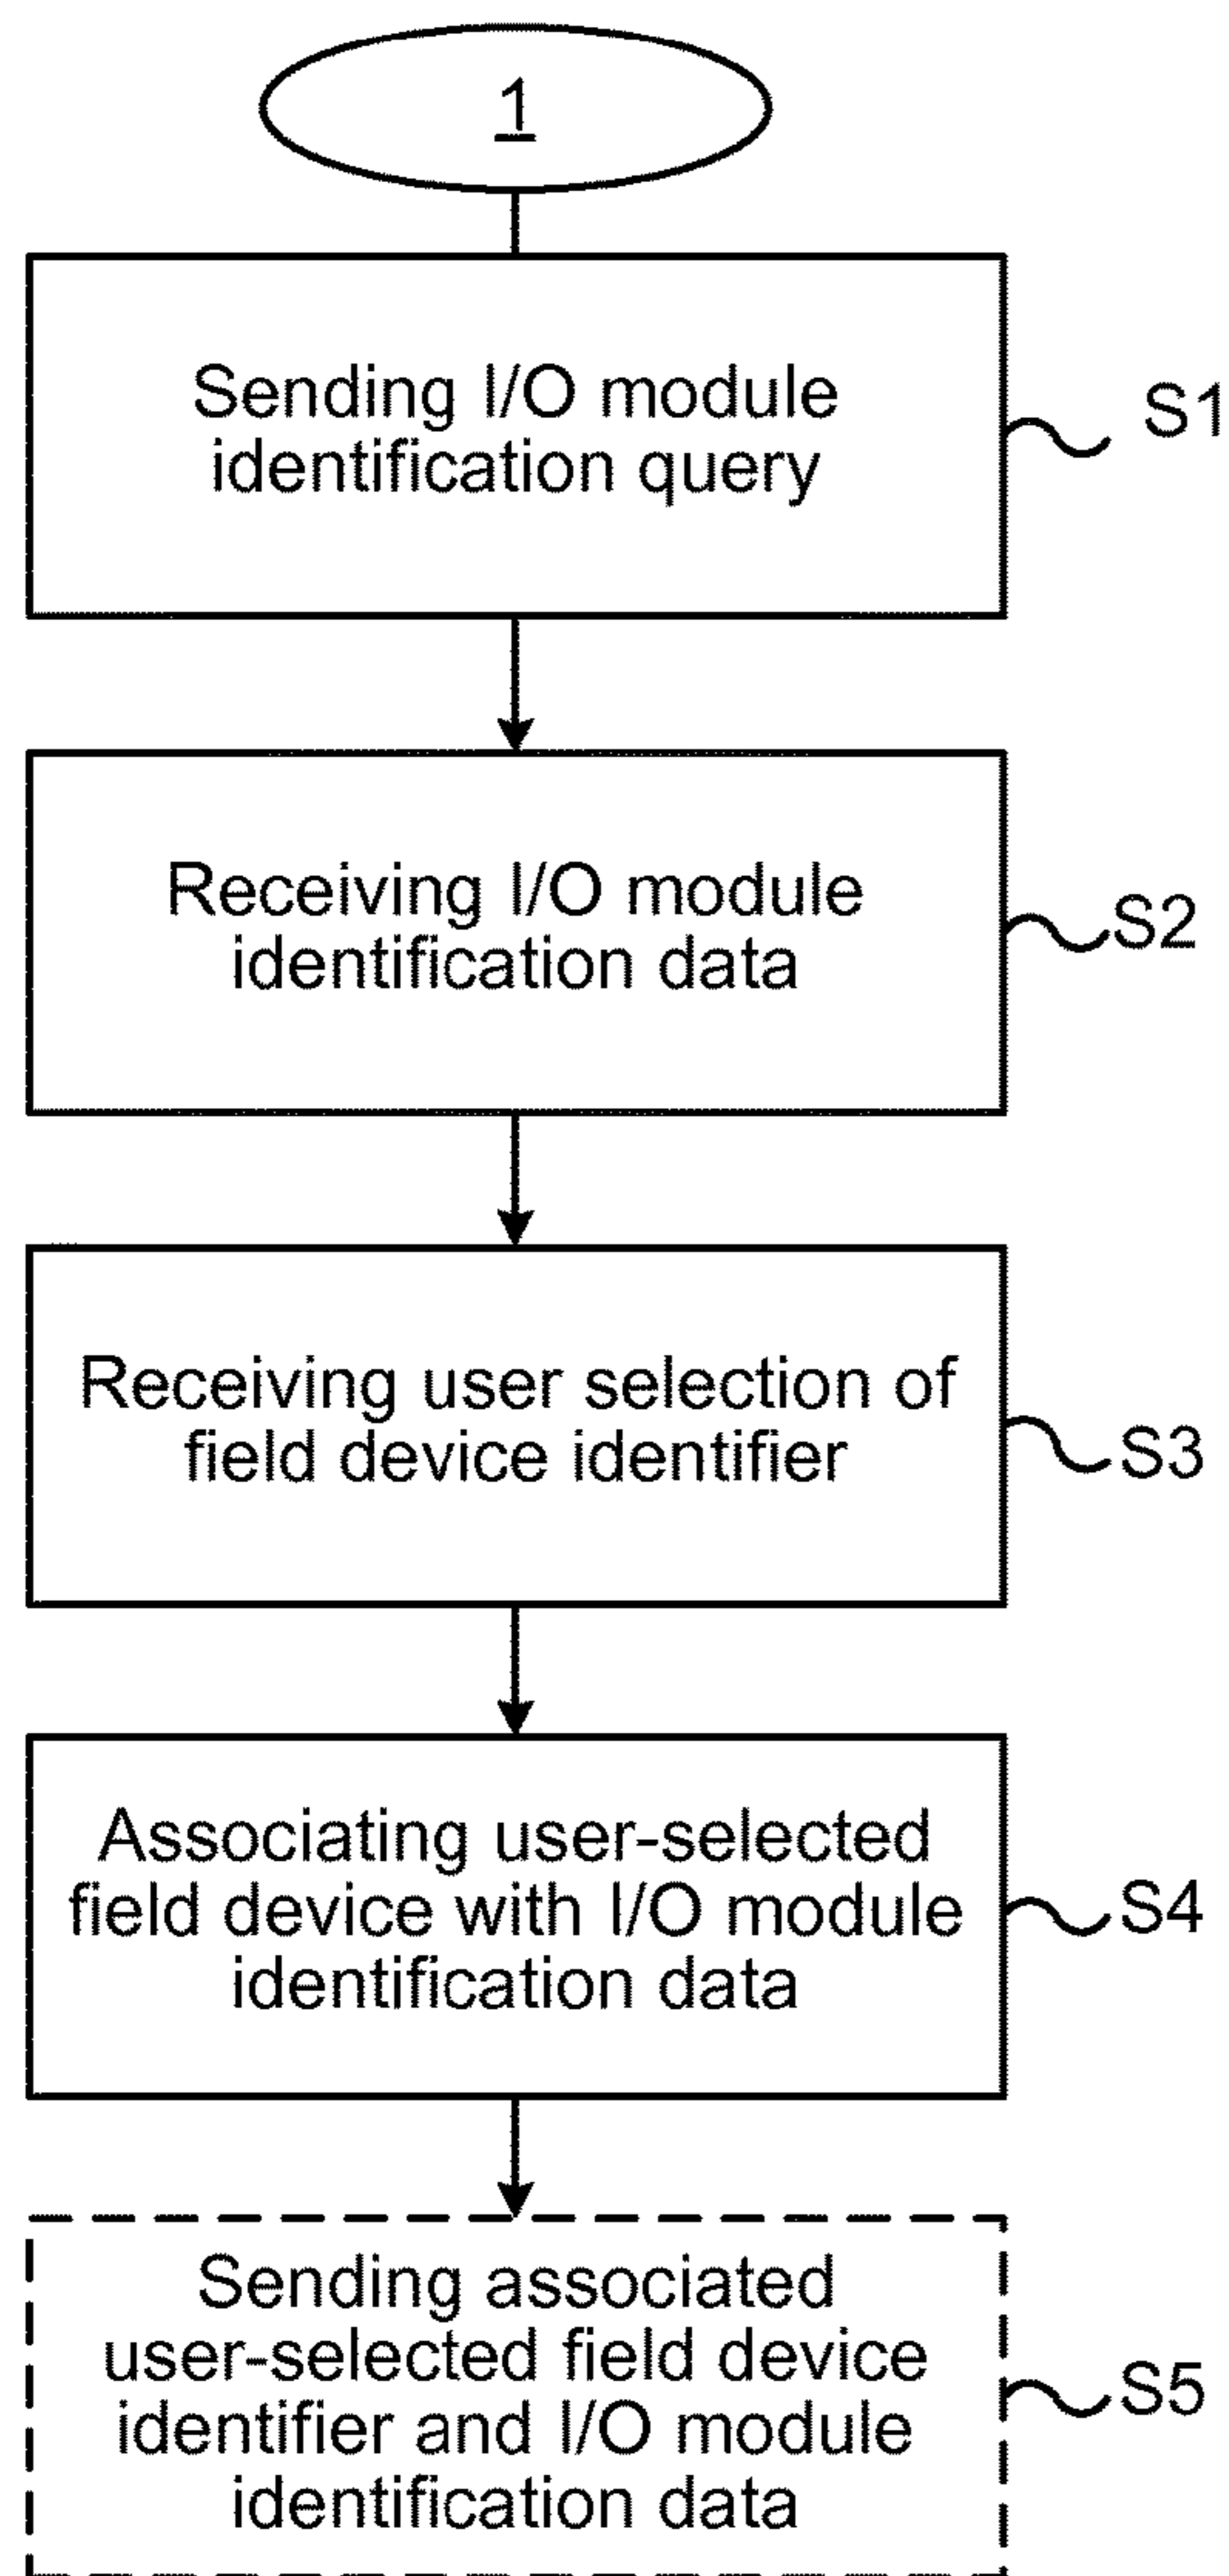 1
Sending I/O module
identification query
S1
Receiving I/O module
identification data
S2
Receiving user selection of
field device identifier
S3
Associating user-selected
field device with I/O module
identification data
S4
Sending associated
user-selected field device
identifier and I/O module
identification data
S5